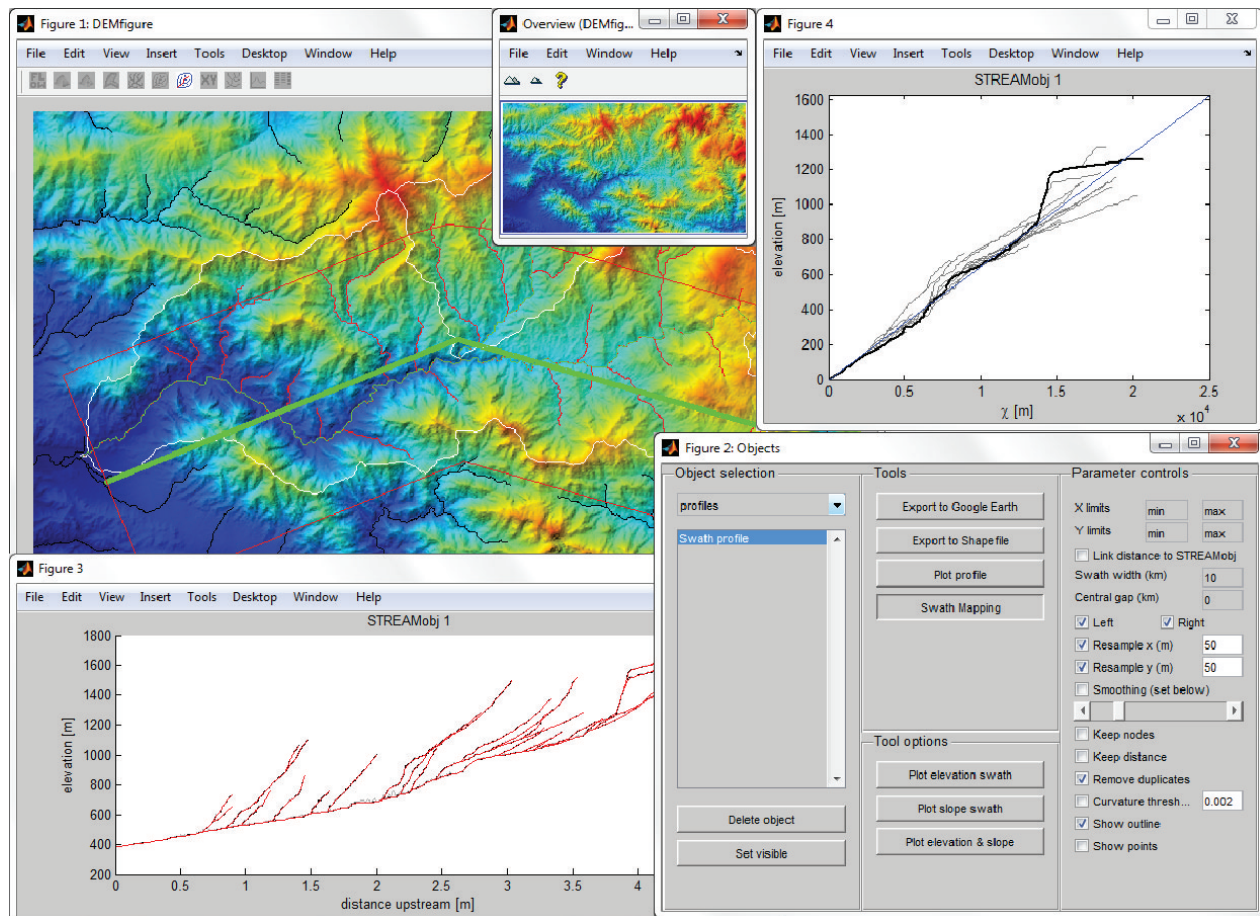 Figure 1: DEMfigure
File Edit View Insert Tools Desktop Window Help
XY
Overview (DEMfig...
File Edit Window Help
?
Figure 4
File Edit View Insert Tools Desktop Window Help
STREAMobj 1
1600
1400
1200
1000
800
600
400
200
0
elevation [m]
0 0.5 1 1.5 2 2.5
χ [m]
× 10⁴
Figure 3
File Edit View Insert Tools Desktop Window Help
STREAMobj 1
1800
1600
1400
1200
1000
800
600
400
200
elevation [m]
0 0.5 1 1.5 2 2.5 3 3.5 4
distance upstream [m]
Figure 2: Objects
Object selection
profiles
Swath profile
Delete object
Set visible
Tools
Export to Google Earth
Export to Shape file
Plot profile
Swath Mapping
Tool options
Plot elevation swath
Plot slope swath
Plot elevation & slope
Parameter controls
X limits min max
Y limits min max
Link distance to STREAMobj
Swath width (km) 10
Central gap (km) 0
Left Right
Resample x (m) 50
Resample y (m) 50
Smoothing (set below)
Keep nodes
Keep distance
Remove duplicates
Curvature thresh... 0.002
Show outline
Show points